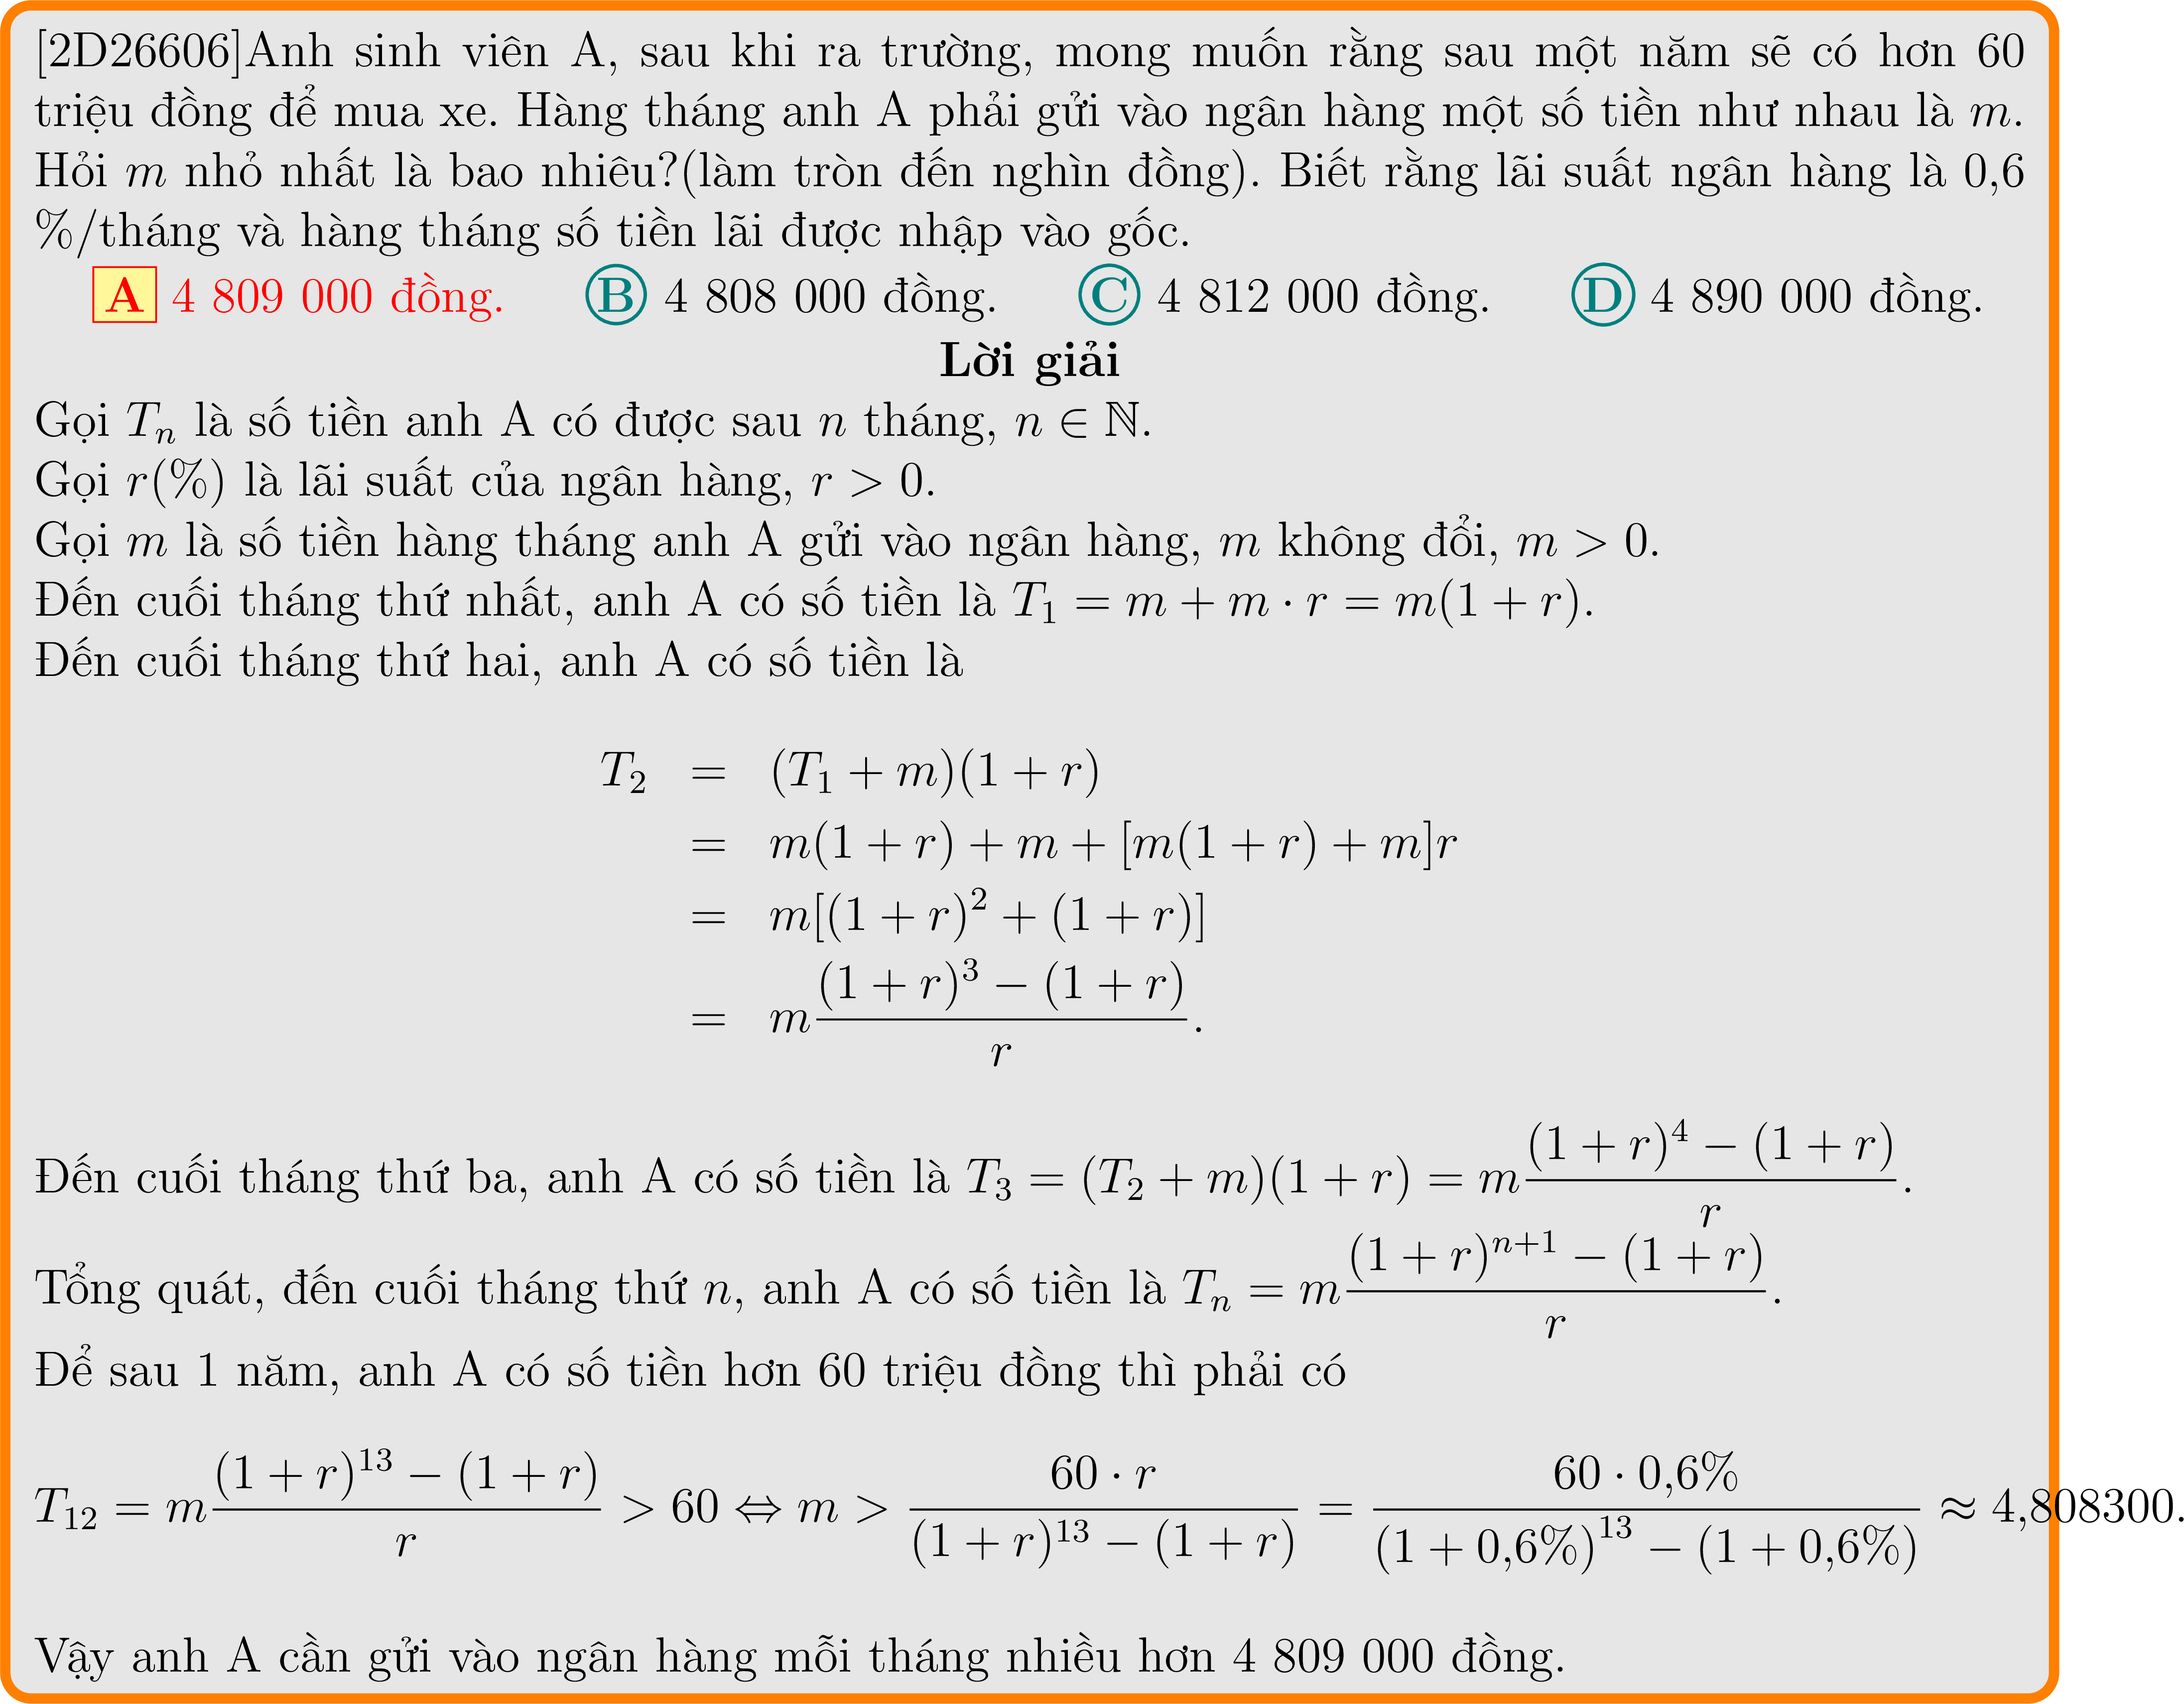 [2D26606]Anh sinh viên A, sau khi ra trường, mong muốn rằng sau một năm sẽ có hơn 60
triệu đồng để mua xe. Hàng tháng anh A phải gửi vào ngân hàng một số tiền như nhau là m.
Hỏi m nhỏ nhất là bao nhiêu?(làm tròn đến nghìn đồng). Biết rằng lãi suất ngân hàng là 0,6
%/tháng và hàng tháng số tiền lãi được nhập vào gốc.
A 4 809 000 đồng. B 4 808 000 đồng. C 4 812 000 đồng. D 4 890 000 đồng.
Lời giải
Gọi $T_n$ là số tiền anh A có được sau n tháng, $n \in \mathbb{N}$.
Gọi r(%) là lãi suất của ngân hàng, r > 0.
Gọi m là số tiền hàng tháng anh A gửi vào ngân hàng, m không đổi, m > 0.
Đến cuối tháng thứ nhất, anh A có số tiền là $T_1 = m + m \cdot r = m(1 + r)$.
Đến cuối tháng thứ hai, anh A có số tiền là
$T_2 = (T_1 + m)(1 + r)$
$= m(1 + r) + m + [m(1 + r) + m]r$
$= m[(1 + r)^2 + (1 + r)]$
$= m\frac{(1 + r)^3 - (1 + r)}{r}.$
Đến cuối tháng thứ ba, anh A có số tiền là $T_3 = (T_2 + m)(1 + r) = m\frac{(1 + r)^4 - (1 + r)}{r}.$
Tổng quát, đến cuối tháng thứ n, anh A có số tiền là $T_n = m\frac{(1 + r)^{n+1} - (1 + r)}{r}.$
Để sau 1 năm, anh A có số tiền hơn 60 triệu đồng thì phải có
$T_{12} = m\frac{(1 + r)^{13} - (1 + r)}{r} > 60 \Leftrightarrow m > \frac{60 \cdot r}{(1 + r)^{13} - (1 + r)} = \frac{60 \cdot 0{,}6\%}{(1 + 0{,}6\%)^{13} - (1 + 0{,}6\%)} \approx 4{,}808300.$
Vậy anh A cần gửi vào ngân hàng mỗi tháng nhiều hơn 4 809 000 đồng.